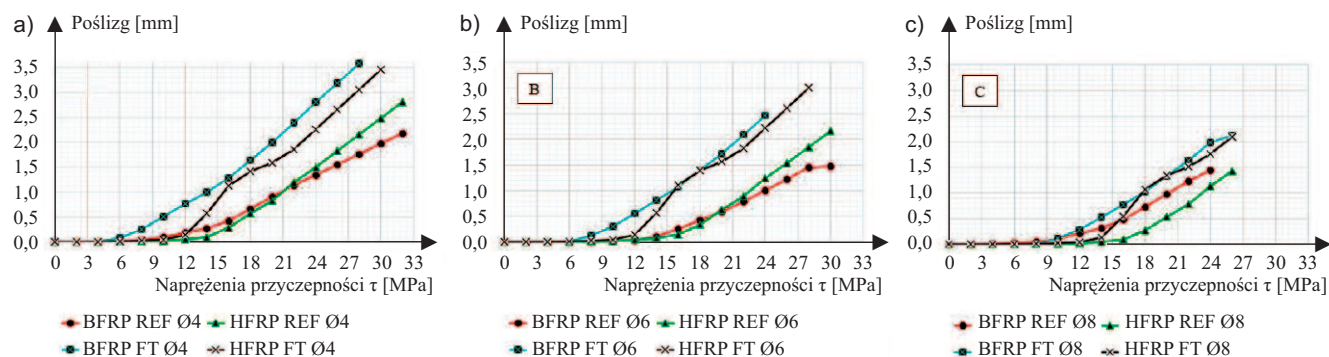 a) Poślizg [mm]
3,5
3,0
2,5
2,0
1,5
1,0
0,5
0,0
0 3 6 9 12 15 18 21 24 27 30 33
Naprężenia przyczepności τ [MPa]
BFRP REF Ø4 HFRP REF Ø4
BFRP FT Ø4 HFRP FT Ø4
b) Poślizg [mm]
B
3,5
3,0
2,5
2,0
1,5
1,0
0,5
0,0
0 3 6 9 12 15 18 21 24 27 30 33
Naprężenia przyczepności τ [MPa]
BFRP REF Ø6 HFRP REF Ø6
BFRP FT Ø6 HFRP FT Ø6
c) Poślizg [mm]
C
3,5
3,0
2,5
2,0
1,5
1,0
0,5
0,0
0 3 6 9 12 15 18 21 24 27 30 33
Naprężenia przyczepności τ [MPa]
BFRP REF Ø8 HFRP REF Ø8
BFRP FT Ø8 HFRP FT Ø8